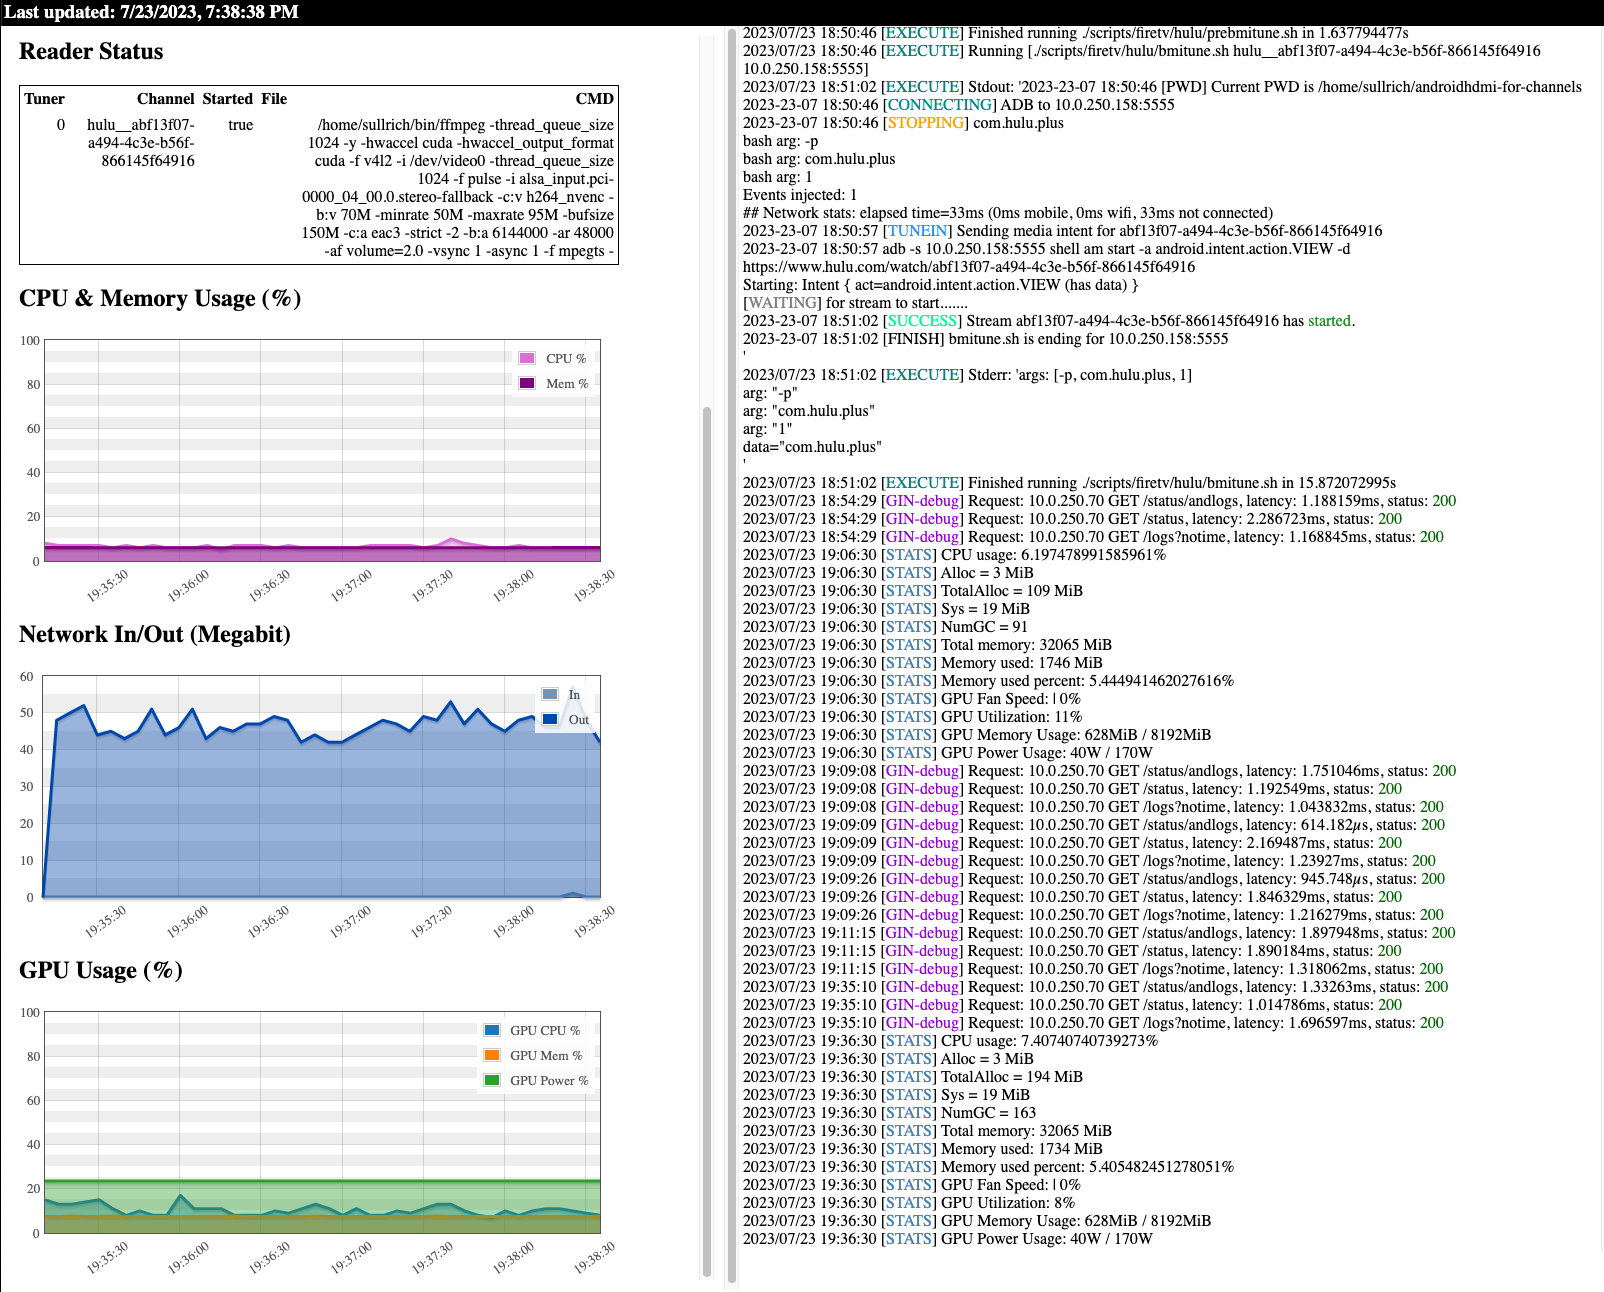 Last updated: 7/23/2023, 7:38:38 PM
Reader Status
Tuner Channel Started File CMD
0 hulu__abf13f07-a494-4c3e-b56f-866145f64916 true /home/sullrich/bin/ffmpeg -thread_queue_size
1024 -y -hwaccel cuda -hwaccel_output_format
cuda -f v4l2 -i /dev/video0 -thread_queue_size
1024 -f pulse -i alsa_input.pci-
0000_04_00.0.stereo-fallback -c:v h264_nvenc -
b:v 70M -minrate 50M -maxrate 95M -bufsize
150M -c:a eac3 -strict -2 -b:a 6144000 -ar 48000
-af volume=2.0 -vsync 1 -async 1 -f mpegts -
CPU & Memory Usage (%)
100
80
60
40
20
0
CPU %
Mem %
19:35:30 19:36:00 19:36:30 19:37:00 19:37:30 19:38:00 19:38:30
Network In/Out (Megabit)
60
50
40
30
20
10
0
In
Out
19:35:30 19:36:00 19:36:30 19:37:00 19:37:30 19:38:00 19:38:30
GPU Usage (%)
100
80
60
40
20
0
GPU CPU %
GPU Mem %
GPU Power %
19:35:30 19:36:00 19:36:30 19:37:00 19:37:30 19:38:00 19:38:30
2023/07/23 18:50:46 [EXECUTE] Finished running ./scripts/firetv/hulu/prebmitune.sh in 1.637794477s
2023/07/23 18:50:46 [EXECUTE] Running [./scripts/firetv/hulu/bmitune.sh hulu__abf13f07-a494-4c3e-b56f-866145f64916
10.0.250.158:5555]
2023/07/23 18:51:02 [EXECUTE] Stdout: '2023-23-07 18:50:46 [PWD] Current PWD is /home/sullrich/androidhdmi-for-channels
2023-23-07 18:50:46 [CONNECTING] ADB to 10.0.250.158:5555
2023-23-07 18:50:46 [STOPPING] com.hulu.plus
bash arg: -p
bash arg: com.hulu.plus
bash arg: 1
Events injected: 1
## Network stats: elapsed time=33ms (0ms mobile, 0ms wifi, 33ms not connected)
2023-23-07 18:50:57 [TUNEIN] Sending media intent for abf13f07-a494-4c3e-b56f-866145f64916
2023-23-07 18:50:57 adb -s 10.0.250.158:5555 shell am start -a android.intent.action.VIEW -d
https://www.hulu.com/watch/abf13f07-a494-4c3e-b56f-866145f64916
Starting: Intent { act=android.intent.action.VIEW (has data) }
[WAITING] for stream to start.......
2023-23-07 18:51:02 [SUCCESS] Stream abf13f07-a494-4c3e-b56f-866145f64916 has started.
2023-23-07 18:51:02 [FINISH] bmitune.sh is ending for 10.0.250.158:5555
'
2023/07/23 18:51:02 [EXECUTE] Stderr: 'args: [-p, com.hulu.plus, 1]
arg: "-p"
arg: "com.hulu.plus"
arg: "1"
data="com.hulu.plus"
'
2023/07/23 18:51:02 [EXECUTE] Finished running ./scripts/firetv/hulu/bmitune.sh in 15.872072995s
2023/07/23 18:54:29 [GIN-debug] Request: 10.0.250.70 GET /status/andlogs, latency: 1.188159ms, status: 200
2023/07/23 18:54:29 [GIN-debug] Request: 10.0.250.70 GET /status, latency: 2.286723ms, status: 200
2023/07/23 18:54:29 [GIN-debug] Request: 10.0.250.70 GET /logs?notime, latency: 1.168845ms, status: 200
2023/07/23 19:06:30 [STATS] CPU usage: 6.197478991585961%
2023/07/23 19:06:30 [STATS] Alloc = 3 MiB
2023/07/23 19:06:30 [STATS] TotalAlloc = 109 MiB
2023/07/23 19:06:30 [STATS] Sys = 19 MiB
2023/07/23 19:06:30 [STATS] NumGC = 91
2023/07/23 19:06:30 [STATS] Total memory: 32065 MiB
2023/07/23 19:06:30 [STATS] Memory used: 1746 MiB
2023/07/23 19:06:30 [STATS] Memory used percent: 5.444941462027616%
2023/07/23 19:06:30 [STATS] GPU Fan Speed: | 0%
2023/07/23 19:06:30 [STATS] GPU Utilization: 11%
2023/07/23 19:06:30 [STATS] GPU Memory Usage: 628MiB / 8192MiB
2023/07/23 19:06:30 [STATS] GPU Power Usage: 40W / 170W
2023/07/23 19:09:08 [GIN-debug] Request: 10.0.250.70 GET /status/andlogs, latency: 1.751046ms, status: 200
2023/07/23 19:09:08 [GIN-debug] Request: 10.0.250.70 GET /status, latency: 1.192549ms, status: 200
2023/07/23 19:09:08 [GIN-debug] Request: 10.0.250.70 GET /logs?notime, latency: 1.043832ms, status: 200
2023/07/23 19:09:09 [GIN-debug] Request: 10.0.250.70 GET /status/andlogs, latency: 614.182µs, status: 200
2023/07/23 19:09:09 [GIN-debug] Request: 10.0.250.70 GET /status, latency: 2.169487ms, status: 200
2023/07/23 19:09:09 [GIN-debug] Request: 10.0.250.70 GET /logs?notime, latency: 1.23927ms, status: 200
2023/07/23 19:09:26 [GIN-debug] Request: 10.0.250.70 GET /status/andlogs, latency: 945.748µs, status: 200
2023/07/23 19:09:26 [GIN-debug] Request: 10.0.250.70 GET /status, latency: 1.846329ms, status: 200
2023/07/23 19:09:26 [GIN-debug] Request: 10.0.250.70 GET /logs?notime, latency: 1.216279ms, status: 200
2023/07/23 19:11:15 [GIN-debug] Request: 10.0.250.70 GET /status/andlogs, latency: 1.897948ms, status: 200
2023/07/23 19:11:15 [GIN-debug] Request: 10.0.250.70 GET /status, latency: 1.890184ms, status: 200
2023/07/23 19:11:15 [GIN-debug] Request: 10.0.250.70 GET /logs?notime, latency: 1.318062ms, status: 200
2023/07/23 19:35:10 [GIN-debug] Request: 10.0.250.70 GET /status/andlogs, latency: 1.33263ms, status: 200
2023/07/23 19:35:10 [GIN-debug] Request: 10.0.250.70 GET /status, latency: 1.014786ms, status: 200
2023/07/23 19:35:10 [GIN-debug] Request: 10.0.250.70 GET /logs?notime, latency: 1.696597ms, status: 200
2023/07/23 19:36:30 [STATS] CPU usage: 7.40740740739273%
2023/07/23 19:36:30 [STATS] Alloc = 3 MiB
2023/07/23 19:36:30 [STATS] TotalAlloc = 194 MiB
2023/07/23 19:36:30 [STATS] Sys = 19 MiB
2023/07/23 19:36:30 [STATS] NumGC = 163
2023/07/23 19:36:30 [STATS] Total memory: 32065 MiB
2023/07/23 19:36:30 [STATS] Memory used: 1734 MiB
2023/07/23 19:36:30 [STATS] Memory used percent: 5.405482451278051%
2023/07/23 19:36:30 [STATS] GPU Fan Speed: | 0%
2023/07/23 19:36:30 [STATS] GPU Utilization: 8%
2023/07/23 19:36:30 [STATS] GPU Memory Usage: 628MiB / 8192MiB
2023/07/23 19:36:30 [STATS] GPU Power Usage: 40W / 170W